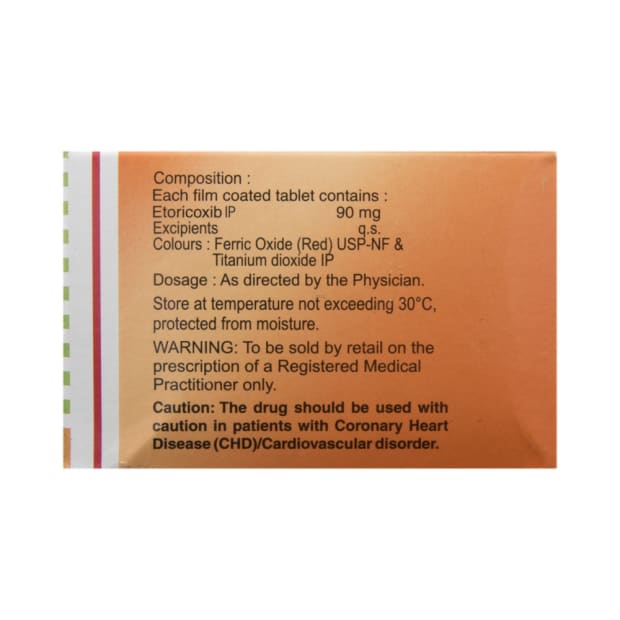 Composition :
Each film coated tablet contains :
Etoricoxib IP 90 mg
Excipients q.s.
Colours : Ferric Oxide (Red) USP-NF &
Titanium dioxide IP
Dosage : As directed by the Physician.
Store at temperature not exceeding 30°C,
protected from moisture.
WARNING: To be sold by retail on the
prescription of a Registered Medical
Practitioner only.
Caution: The drug should be used with
caution in patients with Coronary Heart
Disease (CHD)/Cardiovascular disorder.